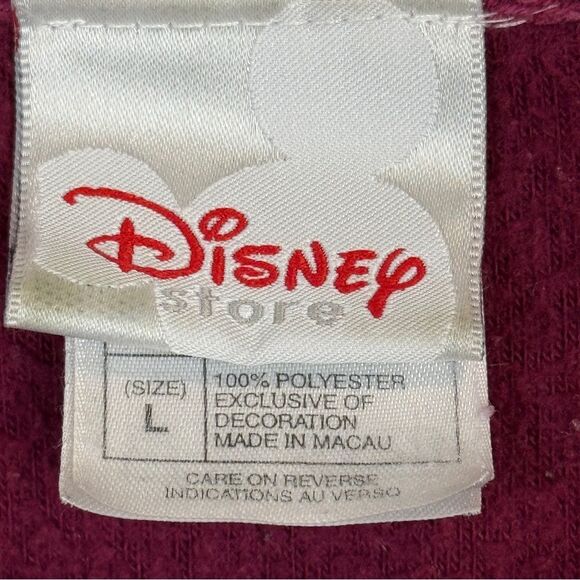 Disney
store
(SIZE)
L
100% POLYESTER
EXCLUSIVE OF
DECORATION
MADE IN MACAU
CARE ON REVERSE
INDICATIONS AU VERSO